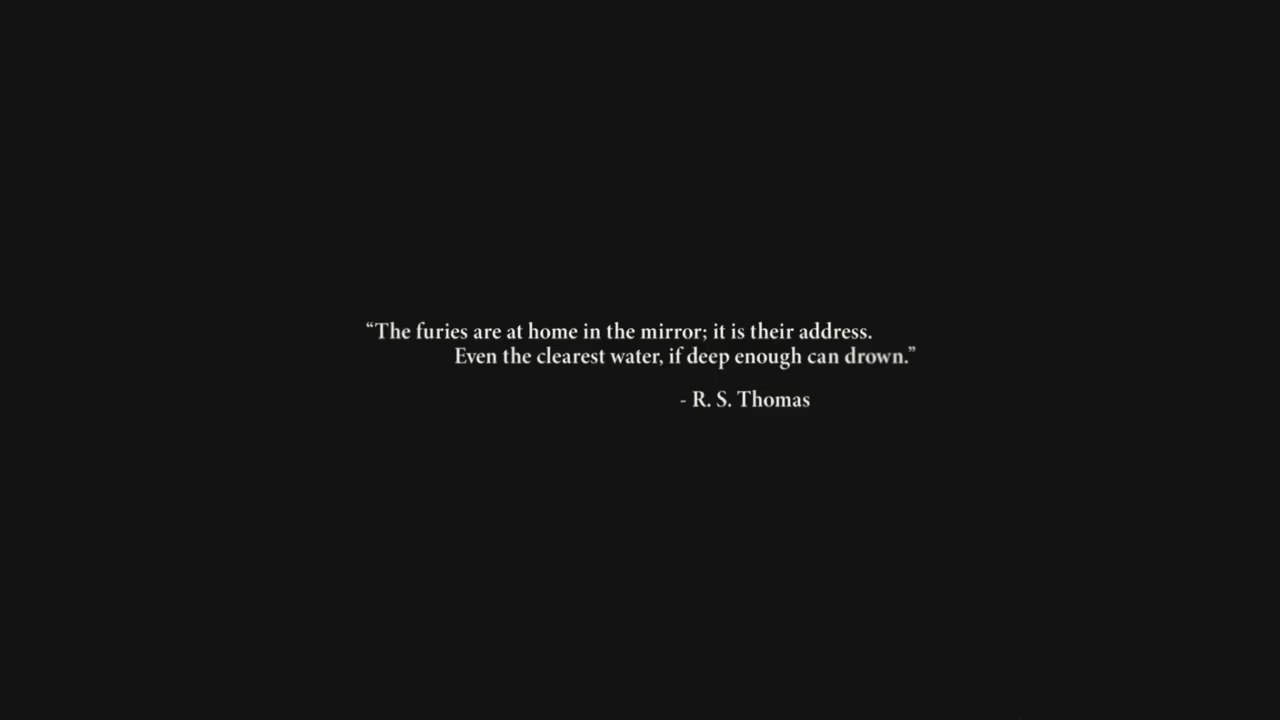 “The furies are at home in the mirror; it is their address.
Even the clearest water, if deep enough can drown.”
- R. S. Thomas